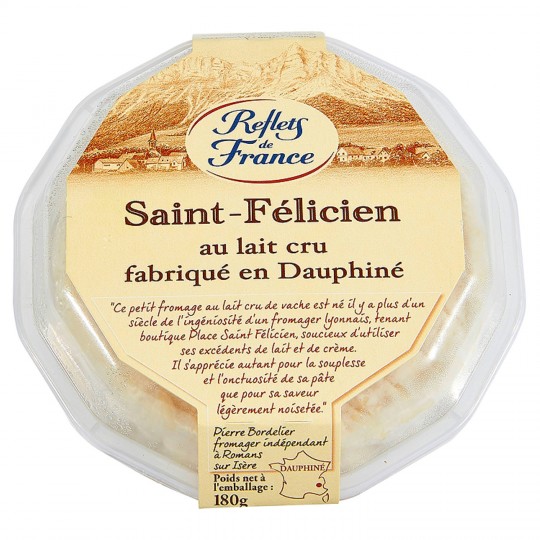 Reflets
de
France
Saint-Félicien
au lait cru
fabriqué en Dauphiné
"Ce petit fromage au lait cru de vache est né il y a plus d'un
siècle de l'ingéniosité d'un fromager lyonnais, tenant
boutique Place Saint Félicien, soucieux d'utiliser
ses excédents de lait et de crème.
Il s'apprécie autant pour la souplesse
et l'onctuosité de sa pâte
que pour sa saveur
légèrement noisetée."
Pierre Bordelier
fromager indépendant
à Romans
sur Isère
DAUPHINÉ
Poids net à
l'emballage :
180g